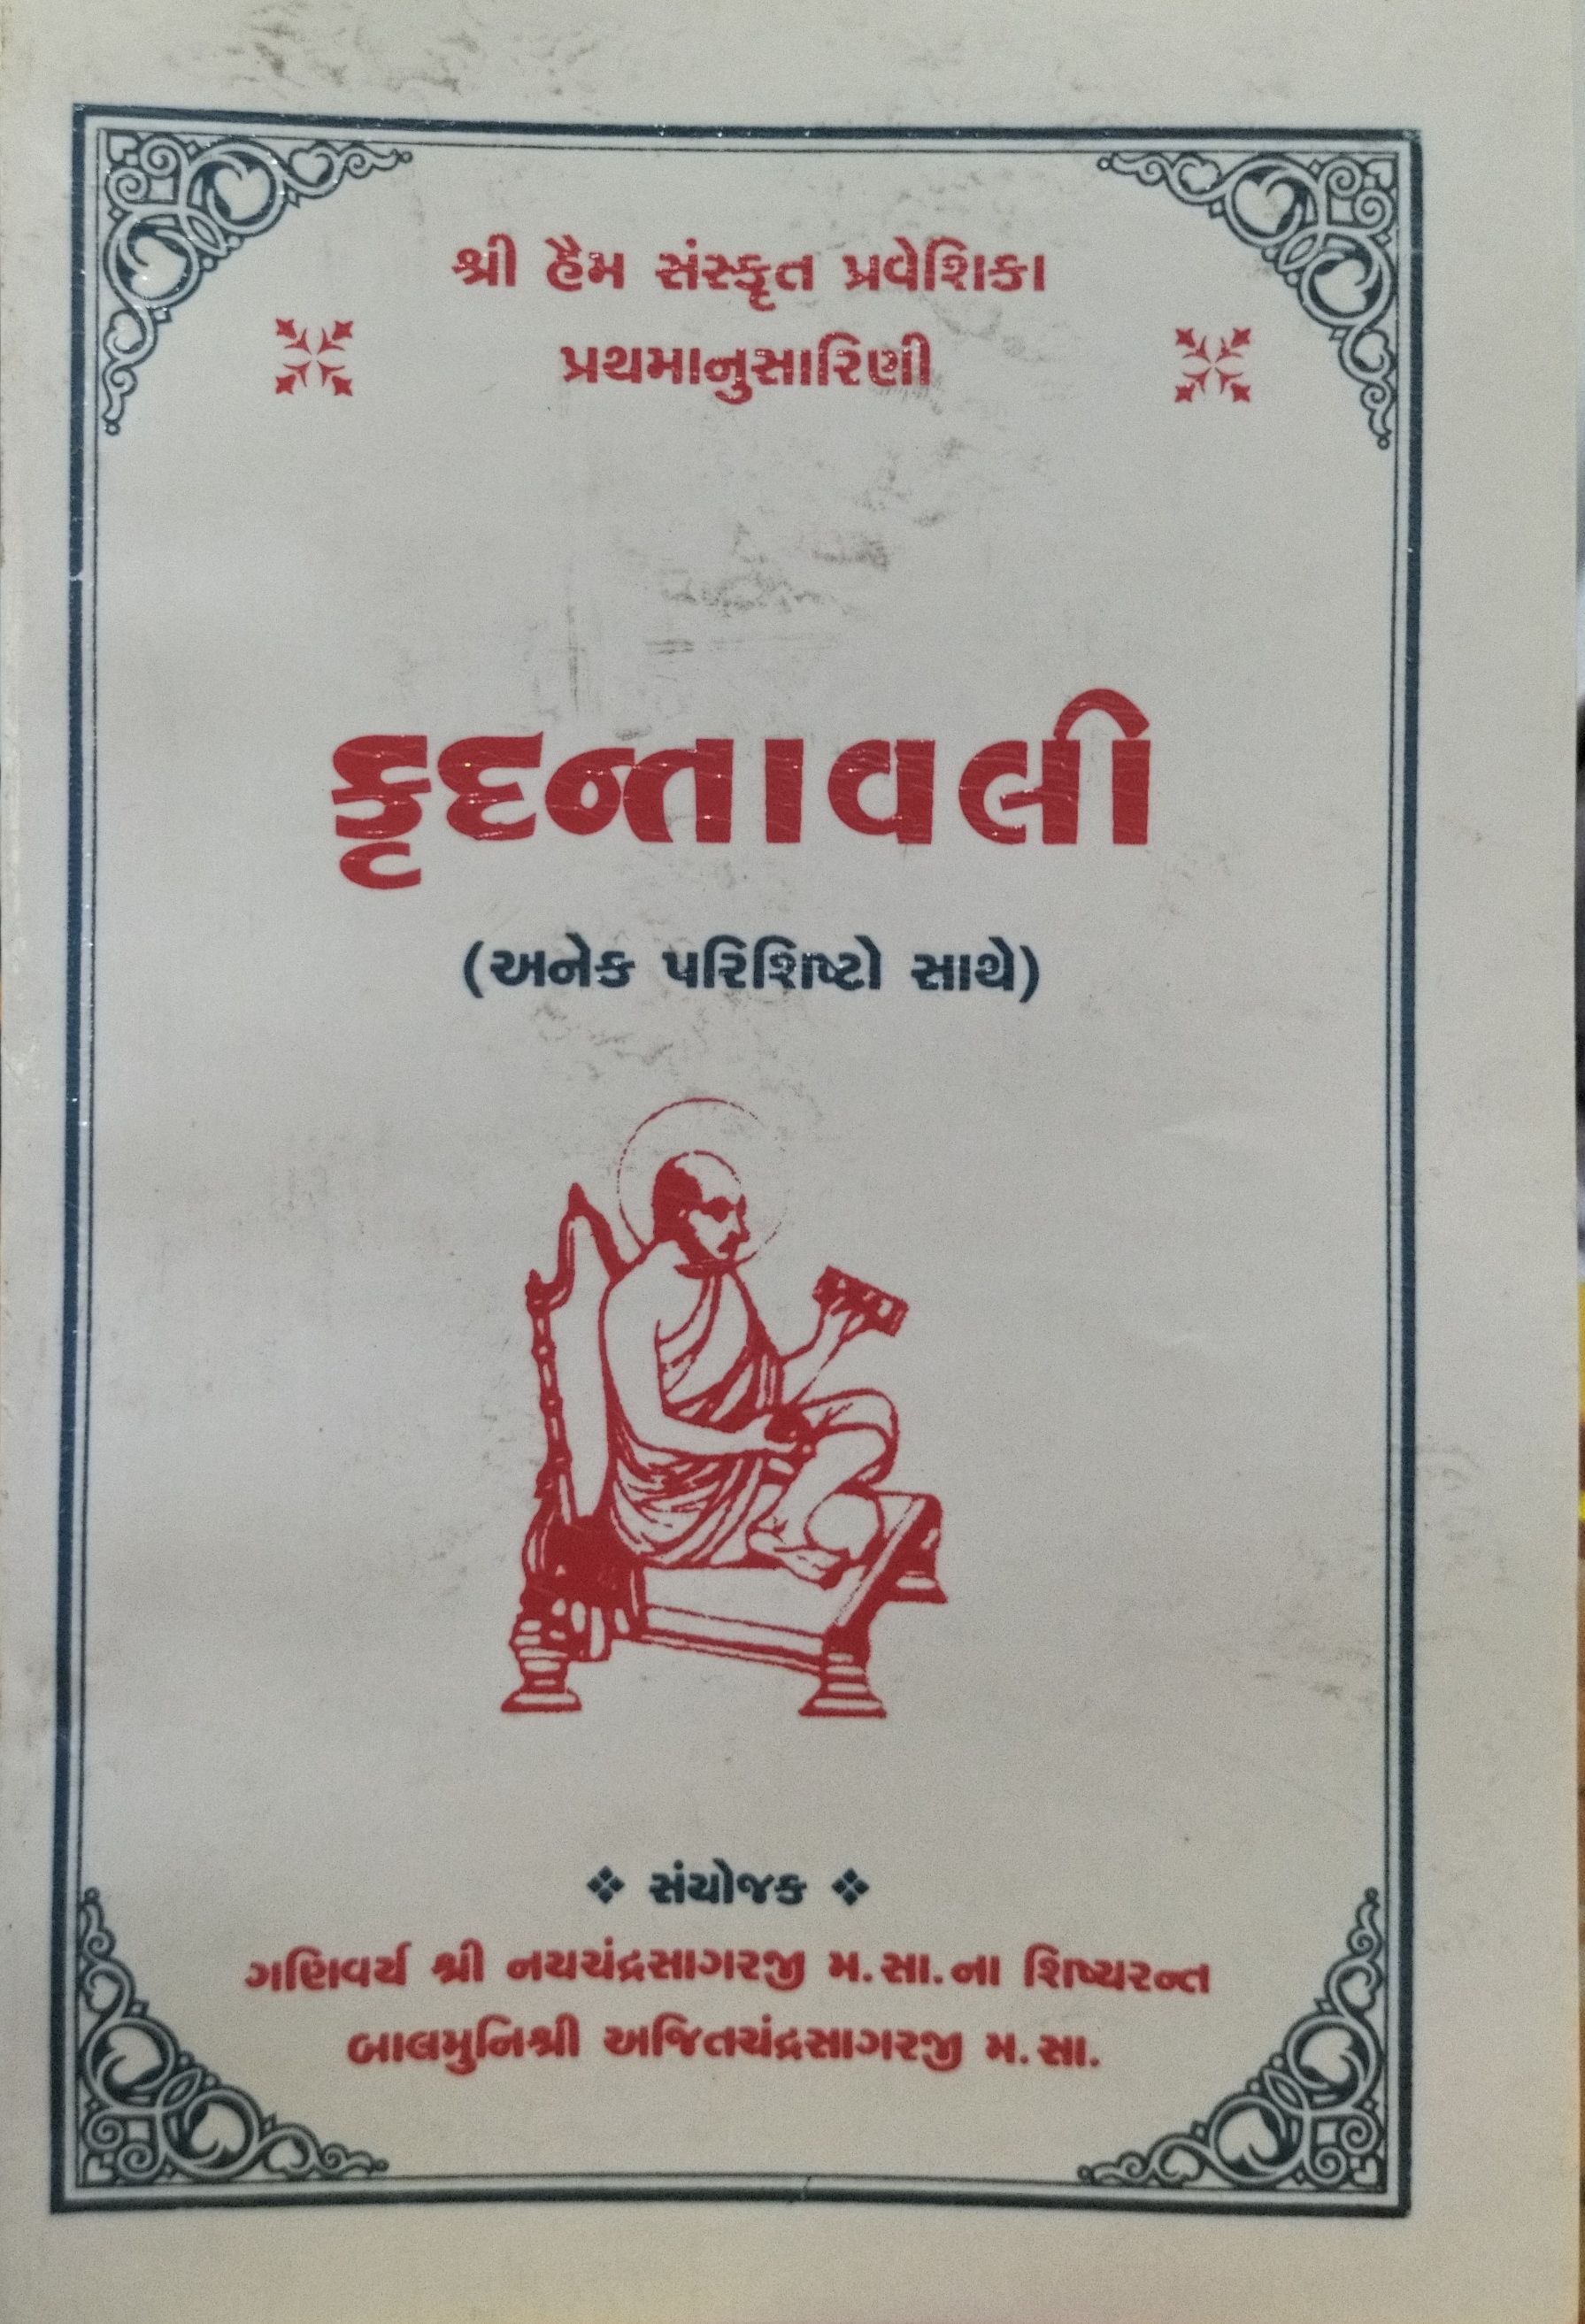 શ્રી હૈમ સંસ્કૃત પ્રવેશિકા
પ્રથમાનુસારિણી
કૃદન્તાવલી
(અનેક પરિશિષ્ટો સાથે)
❖ સંયોજક ❖
ગણિવર્ય શ્રી નયચંદ્રસાગરજી મ.સા.ના શિષ્યરત્ન
બાલમુનિશ્રી અજિતચંદ્રસાગરજી મ.સા.